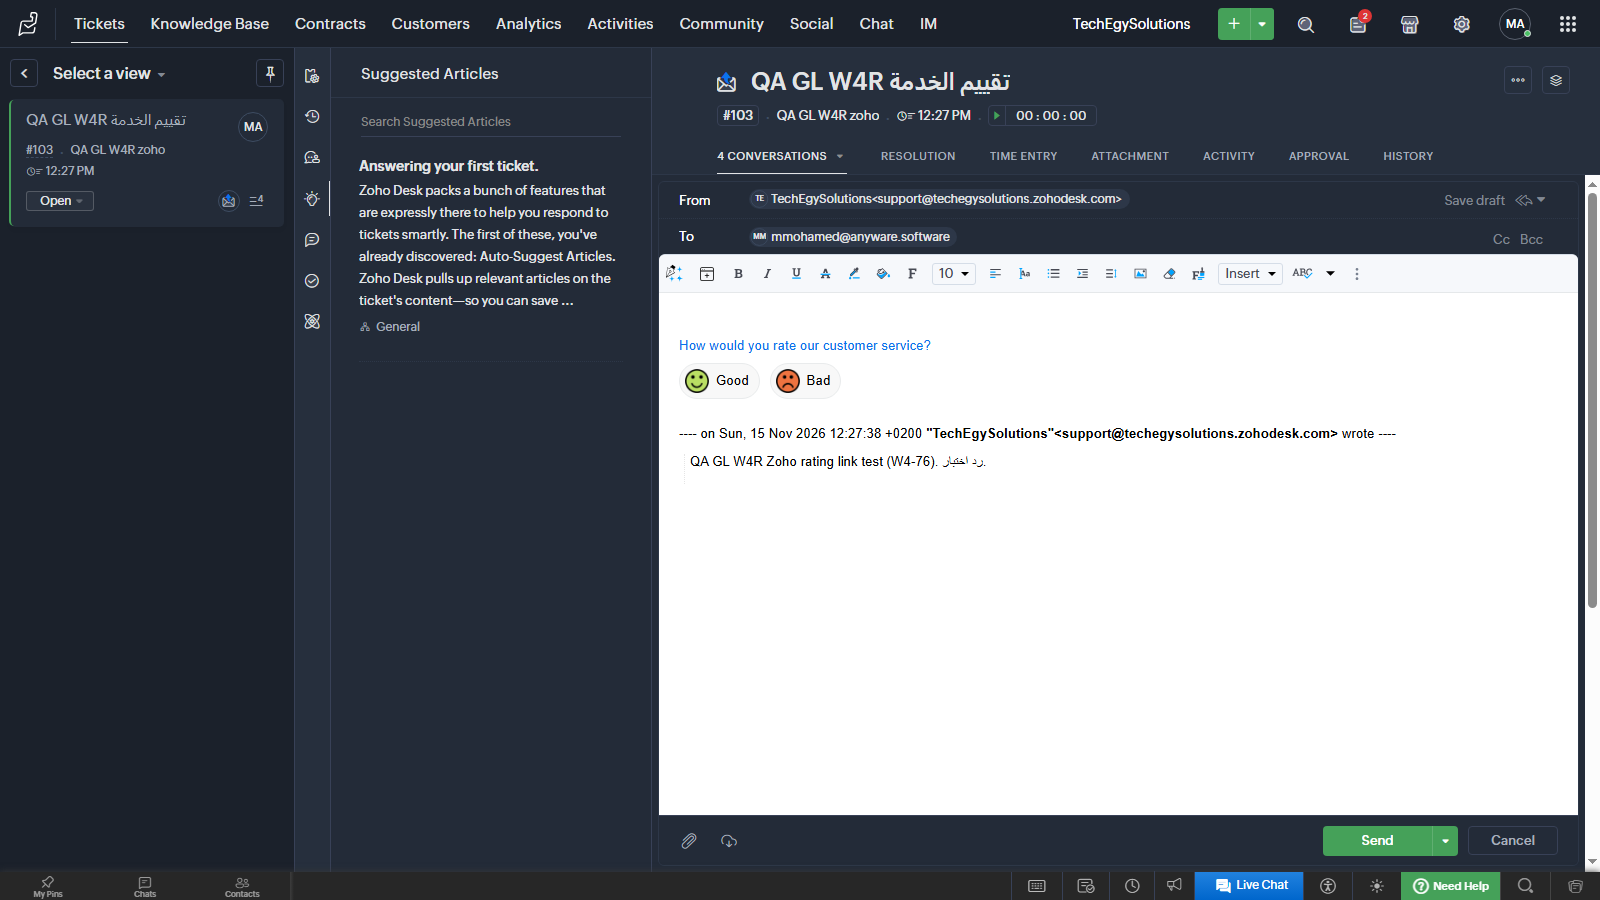 Tickets
Knowledge Base
Contracts
Customers
Analytics
Activities
Community
Social
Chat
IM
TechEgySolutions
2
MA
Select a view
QA GL W4R تقييم الخدمة
MA
#103 . QA GL W4R zoho
12:27 PM
Open
4
Suggested Articles
Search Suggested Articles
Answering your first ticket.
Zoho Desk packs a bunch of features that
are expressly there to help you respond to
tickets smartly. The first of these, you've
already discovered: Auto-Suggest Articles.
Zoho Desk pulls up relevant articles on the
ticket's content—so you can save ...
General
QA GL W4R تقييم الخدمة
#103 . QA GL W4R zoho . 12:27 PM . 00 : 00 : 00
4 CONVERSATIONS
RESOLUTION
TIME ENTRY
ATTACHMENT
ACTIVITY
APPROVAL
HISTORY
From
TE TechEgySolutions<support@techegysolutions.zohodesk.com>
Save draft
To
MM mmohamed@anyware.software
Cc Bcc
B I U A F 10 Aa Insert ABC
How would you rate our customer service?
Good
Bad
---- on Sun, 15 Nov 2026 12:27:38 +0200 "TechEgySolutions"<support@techegysolutions.zohodesk.com> wrote ----
QA GL W4R Zoho rating link test (W4-76). رد اختبار.
Send
Cancel
My Pins
Chats
Contacts
Live Chat
Need Help